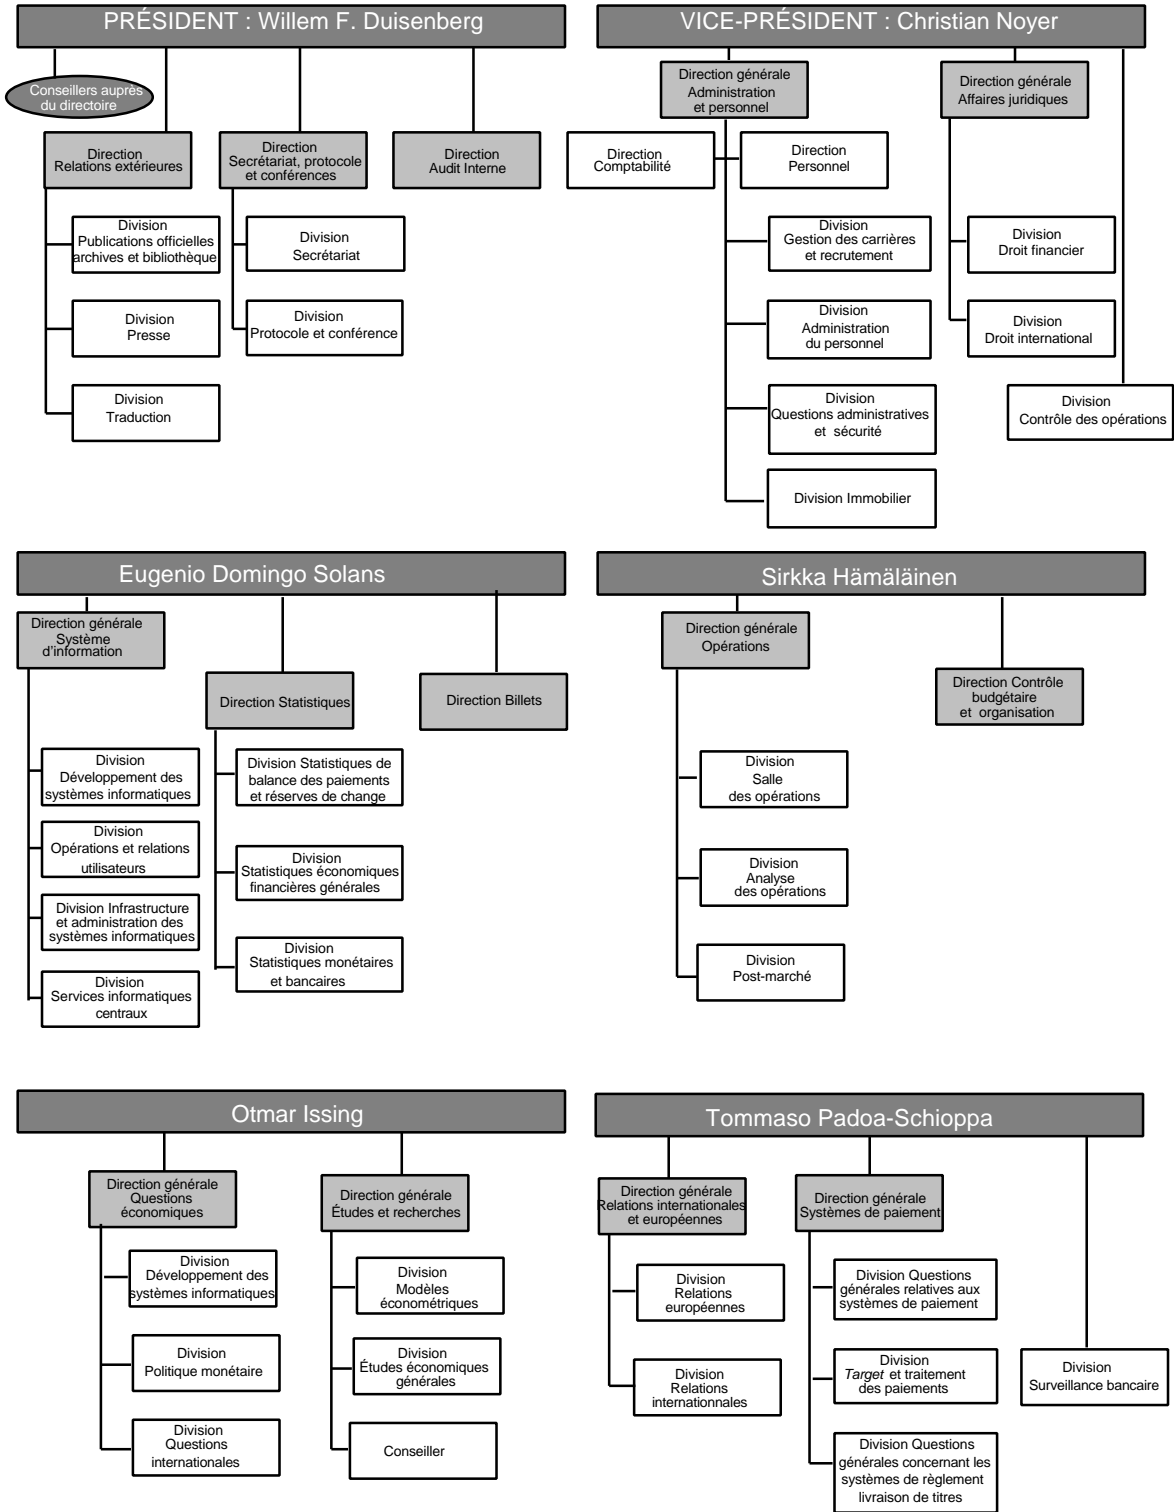 PRÉSIDENT : Willem F. Duisenberg
Conseillers auprès
du directoire
Direction
Relations extérieures
Direction
Secrétariat, protocole
et conférences
Direction
Audit Interne
Division
Publications officielles
archives et bibliothèque
Division
Presse
Division
Traduction
Division
Secrétariat
Division
Protocole et conférence
VICE-PRÉSIDENT : Christian Noyer
Direction générale
Administration
et personnel
Direction générale
Affaires juridiques
Direction
Comptabilité
Direction
Personnel
Division
Gestion des carrières
et recrutement
Division
Administration
du personnel
Division
Questions administratives
et sécurité
Division Immobilier
Division
Droit financier
Division
Droit international
Division
Contrôle des opérations
Eugenio Domingo Solans
Direction générale
Système
d'information
Direction Statistiques
Direction Billets
Division
Développement des
systèmes informatiques
Division
Opérations et relations
utilisateurs
Division Infrastructure
et administration des
systèmes informatiques
Division
Services informatiques
centraux
Division Statistiques de
balance des paiements
et réserves de change
Division
Statistiques économiques
financières générales
Division
Statistiques monétaires
et bancaires
Sirkka Hämäläinen
Direction générale
Opérations
Direction Contrôle
budgétaire
et organisation
Division
Salle
des opérations
Division
Analyse
des opérations
Division
Post-marché
Otmar Issing
Direction générale
Questions
économiques
Direction générale
Études et recherches
Division
Développement des
systèmes informatiques
Division
Politique monétaire
Division
Questions
internationales
Division
Modèles
économétriques
Division
Études économiques
générales
Conseiller
Tommaso Padoa-Schioppa
Direction générale
Relations internationales
et européennes
Direction générale
Systèmes de paiement
Division
Relations
européennes
Division
Relations
internationnales
Division Questions
générales relatives aux
systèmes de paiement
Division
Target et traitement
des paiements
Division Questions
générales concernant les
systèmes de règlement
livraison de titres
Division
Surveillance bancaire